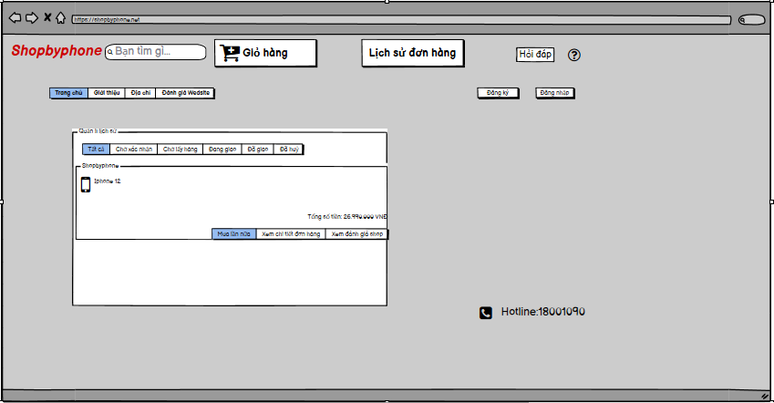 https://shopbyphone.net
Shopbyphone
Bạn tìm gì...
Giỏ hàng
Lịch sử đơn hàng
Hỏi đáp
?
Trang chủ
Giới thiệu
Địa chỉ
Đánh giá Wedsite
Đăng ký
Đăng nhập
Quản lí lịch sử
Tất cả
Chờ xác nhận
Chờ lấy hàng
Đang giao
Đã giao
Đã huỷ
Shopbyphone
Iphone 12
Tổng số tiền: 26.990.000 VNĐ
Mua lần nữa
Xem chi tiết đơn hàng
Xem đánh giá shop
Hotline:18001090